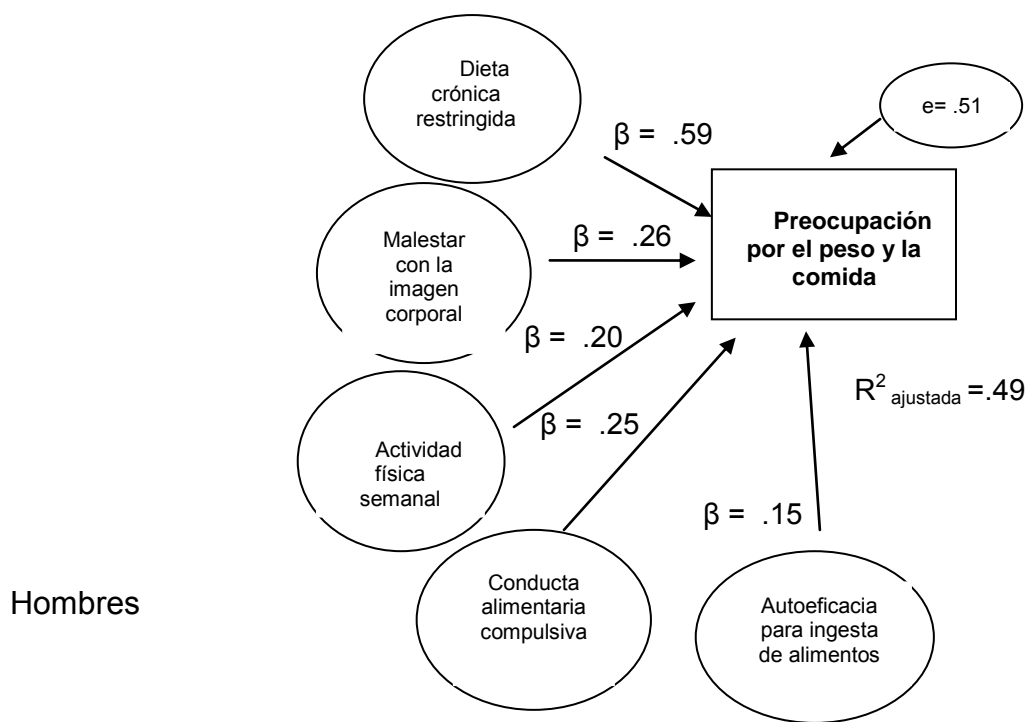 Dieta
crónica
restringida
e= .51
β = .59
Preocupación
por el peso y la
comida
Malestar
con la
imagen
corporal
β = .26
β = .20
R² ajustada =.49
β = .25
Actividad
física
semanal
β = .15
Conducta
alimentaria
compulsiva
Autoeficacia
para ingesta
de alimentos
Hombres